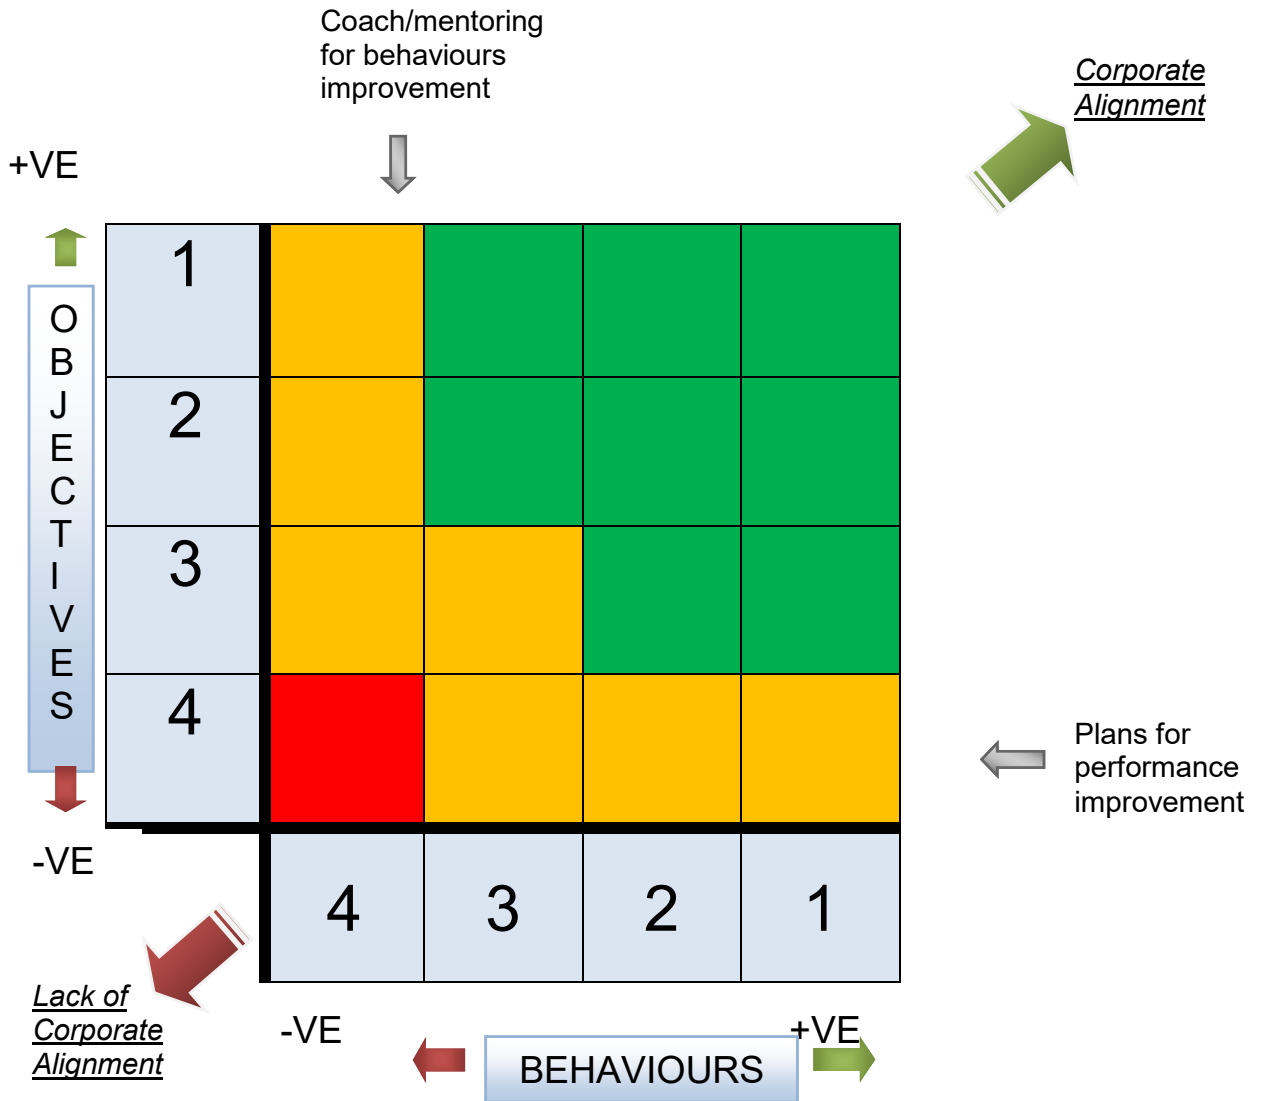 Coach/mentoring
for behaviours
improvement
Corporate
Alignment
+VE
1
2
3
4
O
B
J
E
C
T
I
V
E
S
Plans for
performance
improvement
-VE
4 3 2 1
Lack of
Corporate
Alignment
-VE
+VE
BEHAVIOURS